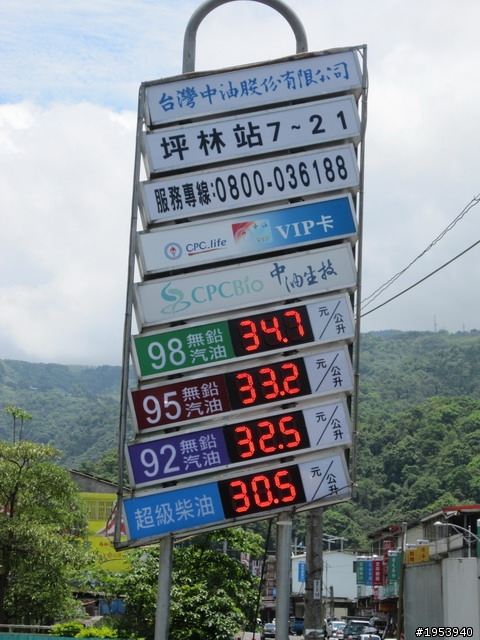 台灣中油股份有限公司
坪林站7~21
服務專線:0800-036188
CPC.life VIP VIP卡
CPCBio 中油生技
98 無鉛汽油 34.7 元/公升
95 無鉛汽油 33.2 元/公升
92 無鉛汽油 32.5 元/公升
超級柴油 30.5 元/公升
#1953940